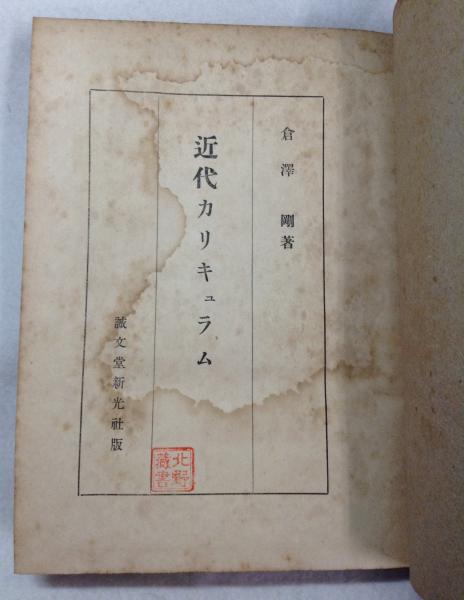 倉澤 剛著
近代カリキュラム
誠文堂新光社版
北野
藏書